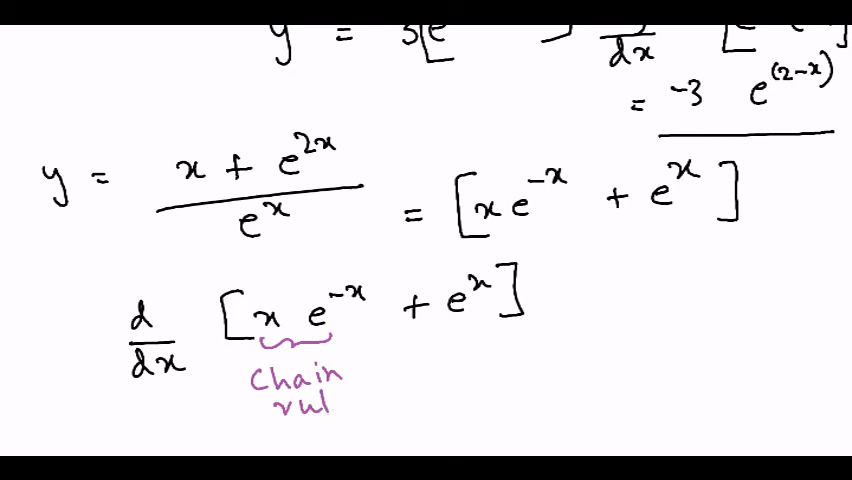 y = 3[e d/dx [e
= -3 e^(2-x)
y = (x + e^2x)/e^x = [x e^-x + e^x]
d/dx [x e^-x + e^x]
Chain
rul